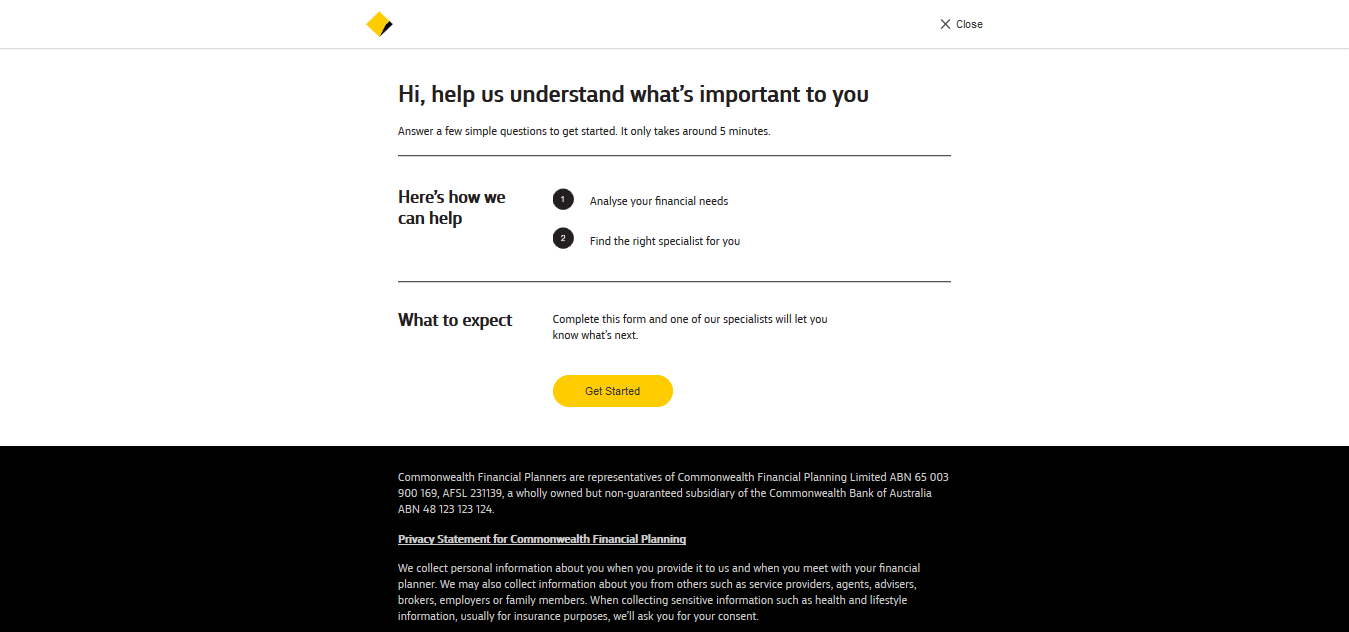 Close
Hi, help us understand what's important to you
Answer a few simple questions to get started. It only takes around 5 minutes.
Here's how we
can help
1
Analyse your financial needs
2
Find the right specialist for you
What to expect
Complete this form and one of our specialists will let you
know what's next.
Get Started
Commonwealth Financial Planners are representatives of Commonwealth Financial Planning Limited ABN 65 003
900 169, AFSL 231139, a wholly owned but non-guaranteed subsidiary of the Commonwealth Bank of Australia
ABN 48 123 123 124.
Privacy Statement for Commonwealth Financial Planning
We collect personal information about you when you provide it to us and when you meet with your financial
planner. We may also collect information about you from others such as service providers, agents, advisers,
brokers, employers or family members. When collecting sensitive information such as health and lifestyle
information, usually for insurance purposes, we'll ask you for your consent.